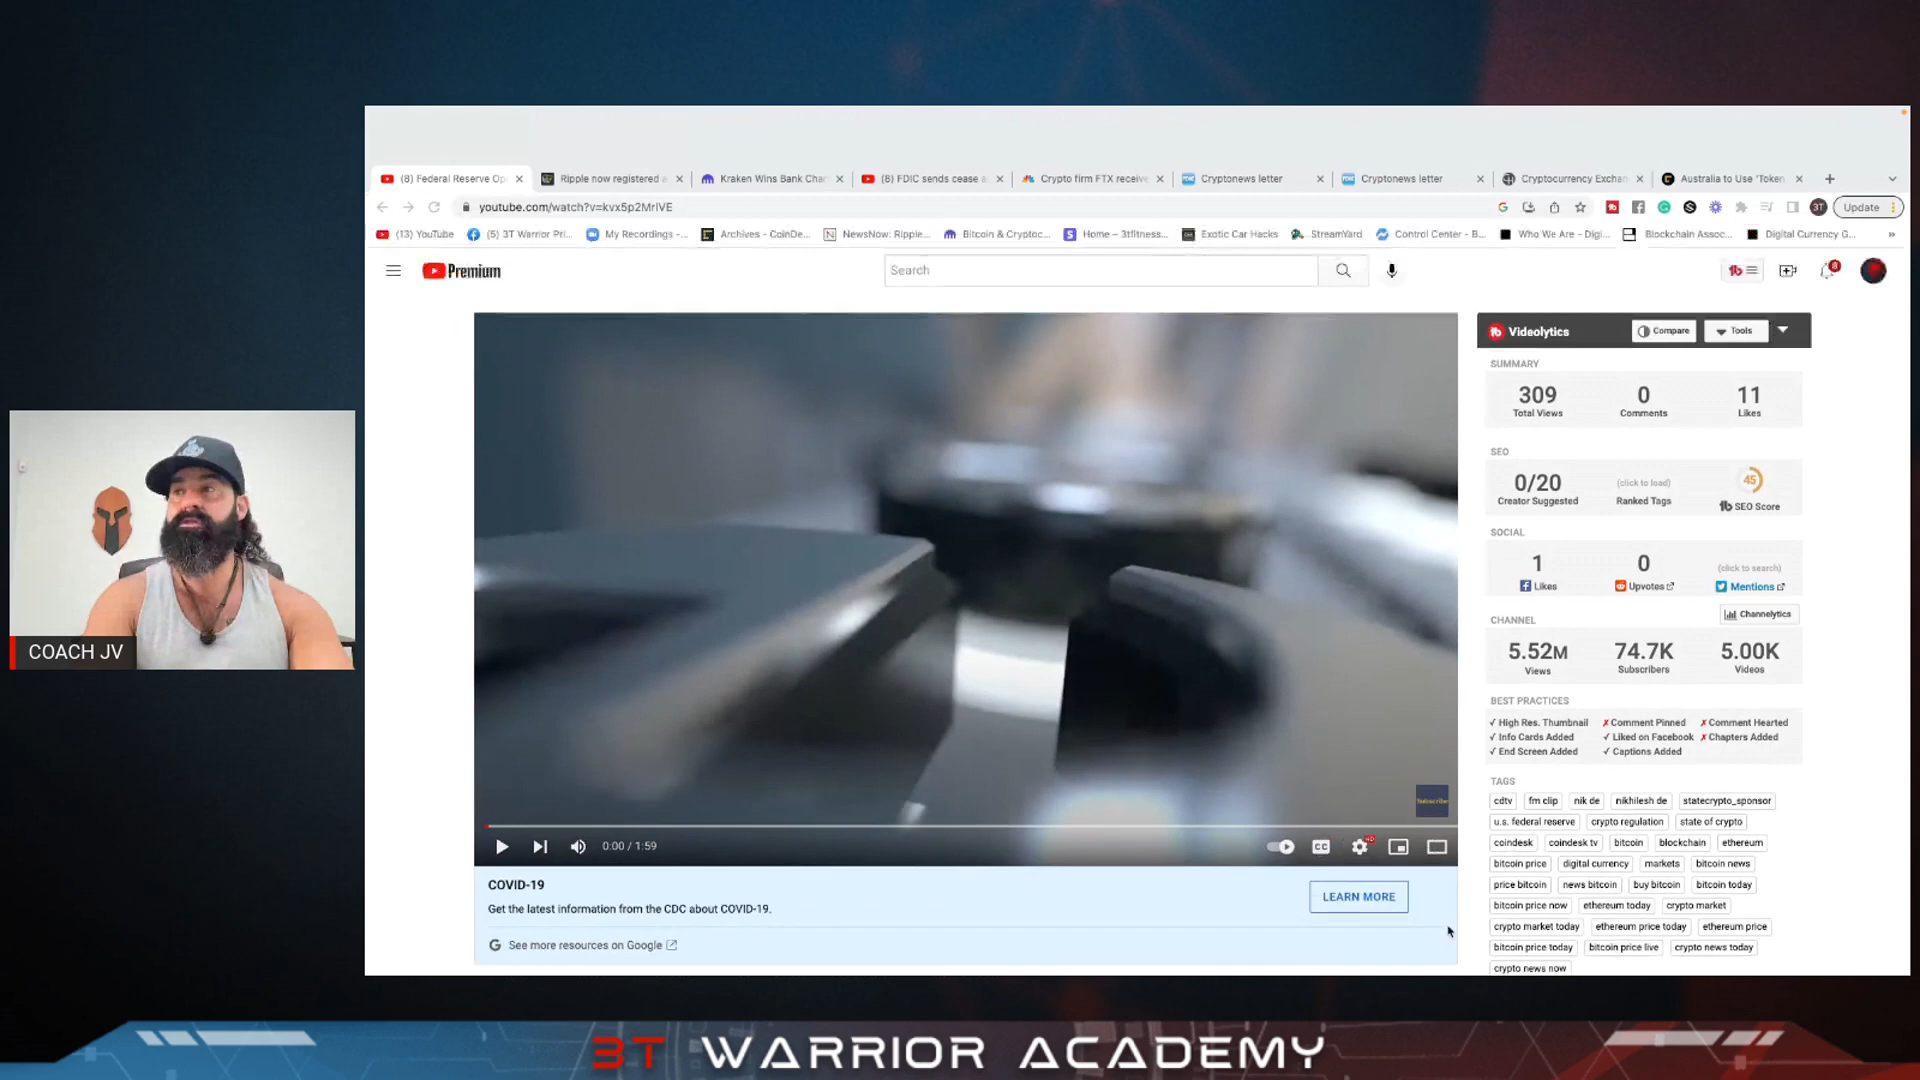 (8) Federal Reserve Op
Ripple now registered a
Kraken Wins Bank Char
(8) FDIC sends cease a
Crypto firm FTX receive
Cryptonews letter
Cryptonews letter
Cryptocurrency Exchan
Australia to Use 'Token
youtube.com/watch?v=kvx5p2MrIVE
3T
Update
(13) YouTube
(5) 3T Warrior Pri...
My Recordings -...
Archives - CoinDe...
NewsNow: Ripple...
Bitcoin & Cryptoc...
Home – 3tfitness...
Exotic Car Hacks
StreamYard
Control Center - B...
Who We Are – Digi...
Blockchain Assoc...
Digital Currency G...
»
Premium
Search
8
Videolytics
Compare
Tools
SUMMARY
309
0
11
Total Views
Comments
Likes
SEO
0/20
(click to load)
45
Creator Suggested
Ranked Tags
SEO Score
SOCIAL
1
0
(click to search)
Likes
Upvotes
Mentions
Channelytics
CHANNEL
5.52M
74.7K
5.00K
Views
Subscribers
Videos
BEST PRACTICES
✓ High Res. Thumbnail
✗ Comment Pinned
✗ Comment Hearted
✓ Info Cards Added
✓ Liked on Facebook
✗ Chapters Added
✓ End Screen Added
✓ Captions Added
TAGS
cdtv
fm clip
nik de
nikhilesh de
statecrypto_sponsor
u.s. federal reserve
crypto regulation
state of crypto
coindesk
coindesk tv
bitcoin
blockchain
ethereum
bitcoin price
digital currency
markets
bitcoin news
price bitcoin
news bitcoin
buy bitcoin
bitcoin today
bitcoin price now
ethereum today
crypto market
crypto market today
ethereum price today
ethereum price
bitcoin price today
bitcoin price live
crypto news today
crypto news now
Subscribe
0:00 / 1:59
CC
HD
COVID-19
Get the latest information from the CDC about COVID-19.
LEARN MORE
See more resources on Google
COACH JV
3T WARRIOR ACADEMY